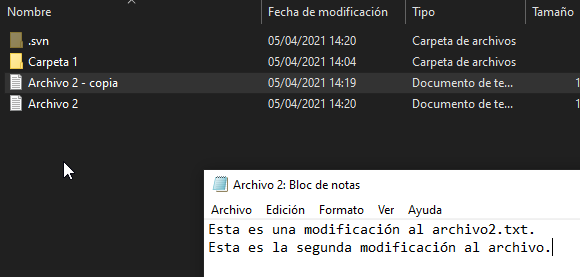 Nombre Fecha de modificación Tipo Tamaño
.svn 05/04/2021 14:20 Carpeta de archivos
Carpeta 1 05/04/2021 14:04 Carpeta de archivos
Archivo 2 - copia 05/04/2021 14:19 Documento de te... 1
Archivo 2 05/04/2021 14:20 Documento de te... 1
Archivo 2: Bloc de notas
Archivo Edición Formato Ver Ayuda
Esta es una modificación al archivo2.txt.
Esta es la segunda modificación al archivo.